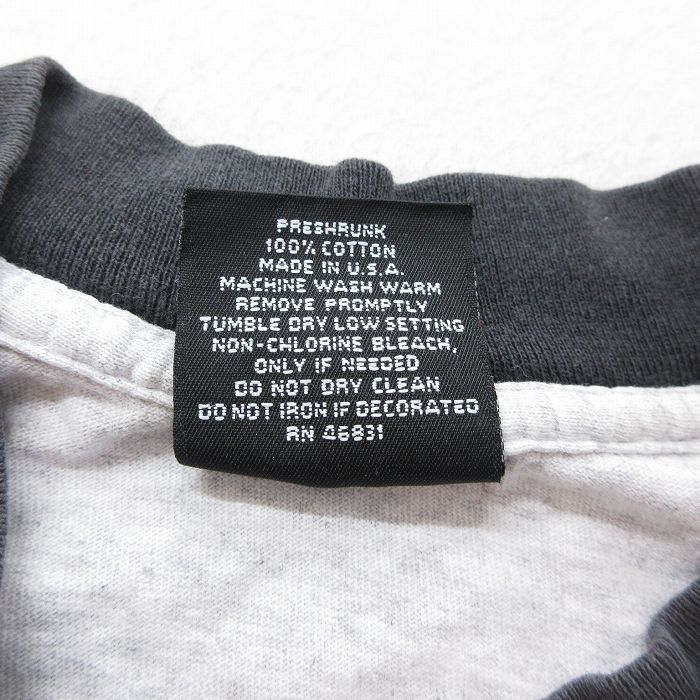 PRESHRUNK
100% COTTON
MADE IN U.S.A.
MACHINE WASH WARM
REMOVE PROMPTLY
TUMBLE DRY LOW SETTING
NON-CHLORINE BLEACH,
ONLY IF NEEDED
DO NOT DRY CLEAN
DO NOT IRON IF DECORATED
RN 46831